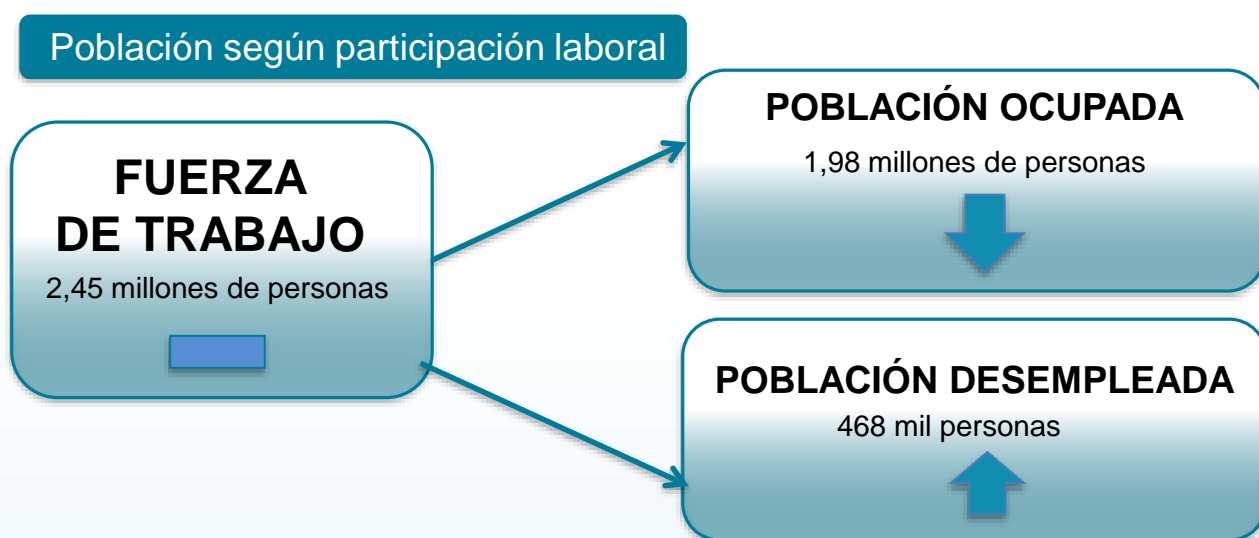 Población según participación laboral
FUERZA
DE TRABAJO
2,45 millones de personas
POBLACIÓN OCUPADA
1,98 millones de personas
POBLACIÓN DESEMPLEADA
468 mil personas